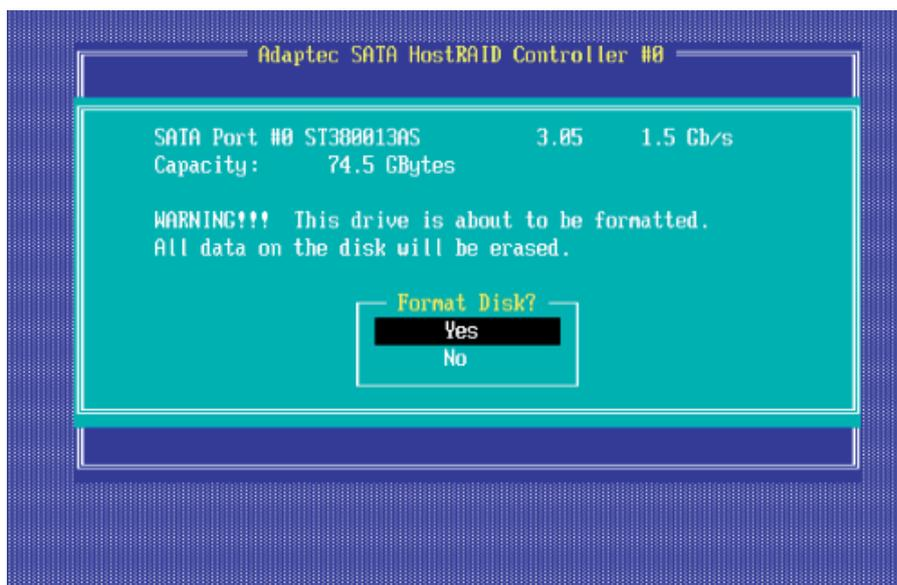 Adaptec SATA HostRAID Controller #0
SATA Port #0 ST380013AS 3.05 1.5 Gb/s
Capacity: 74.5 GBytes
WARNING!!! This drive is about to be formatted.
All data on the disk will be erased.
Format Disk?
Yes
No